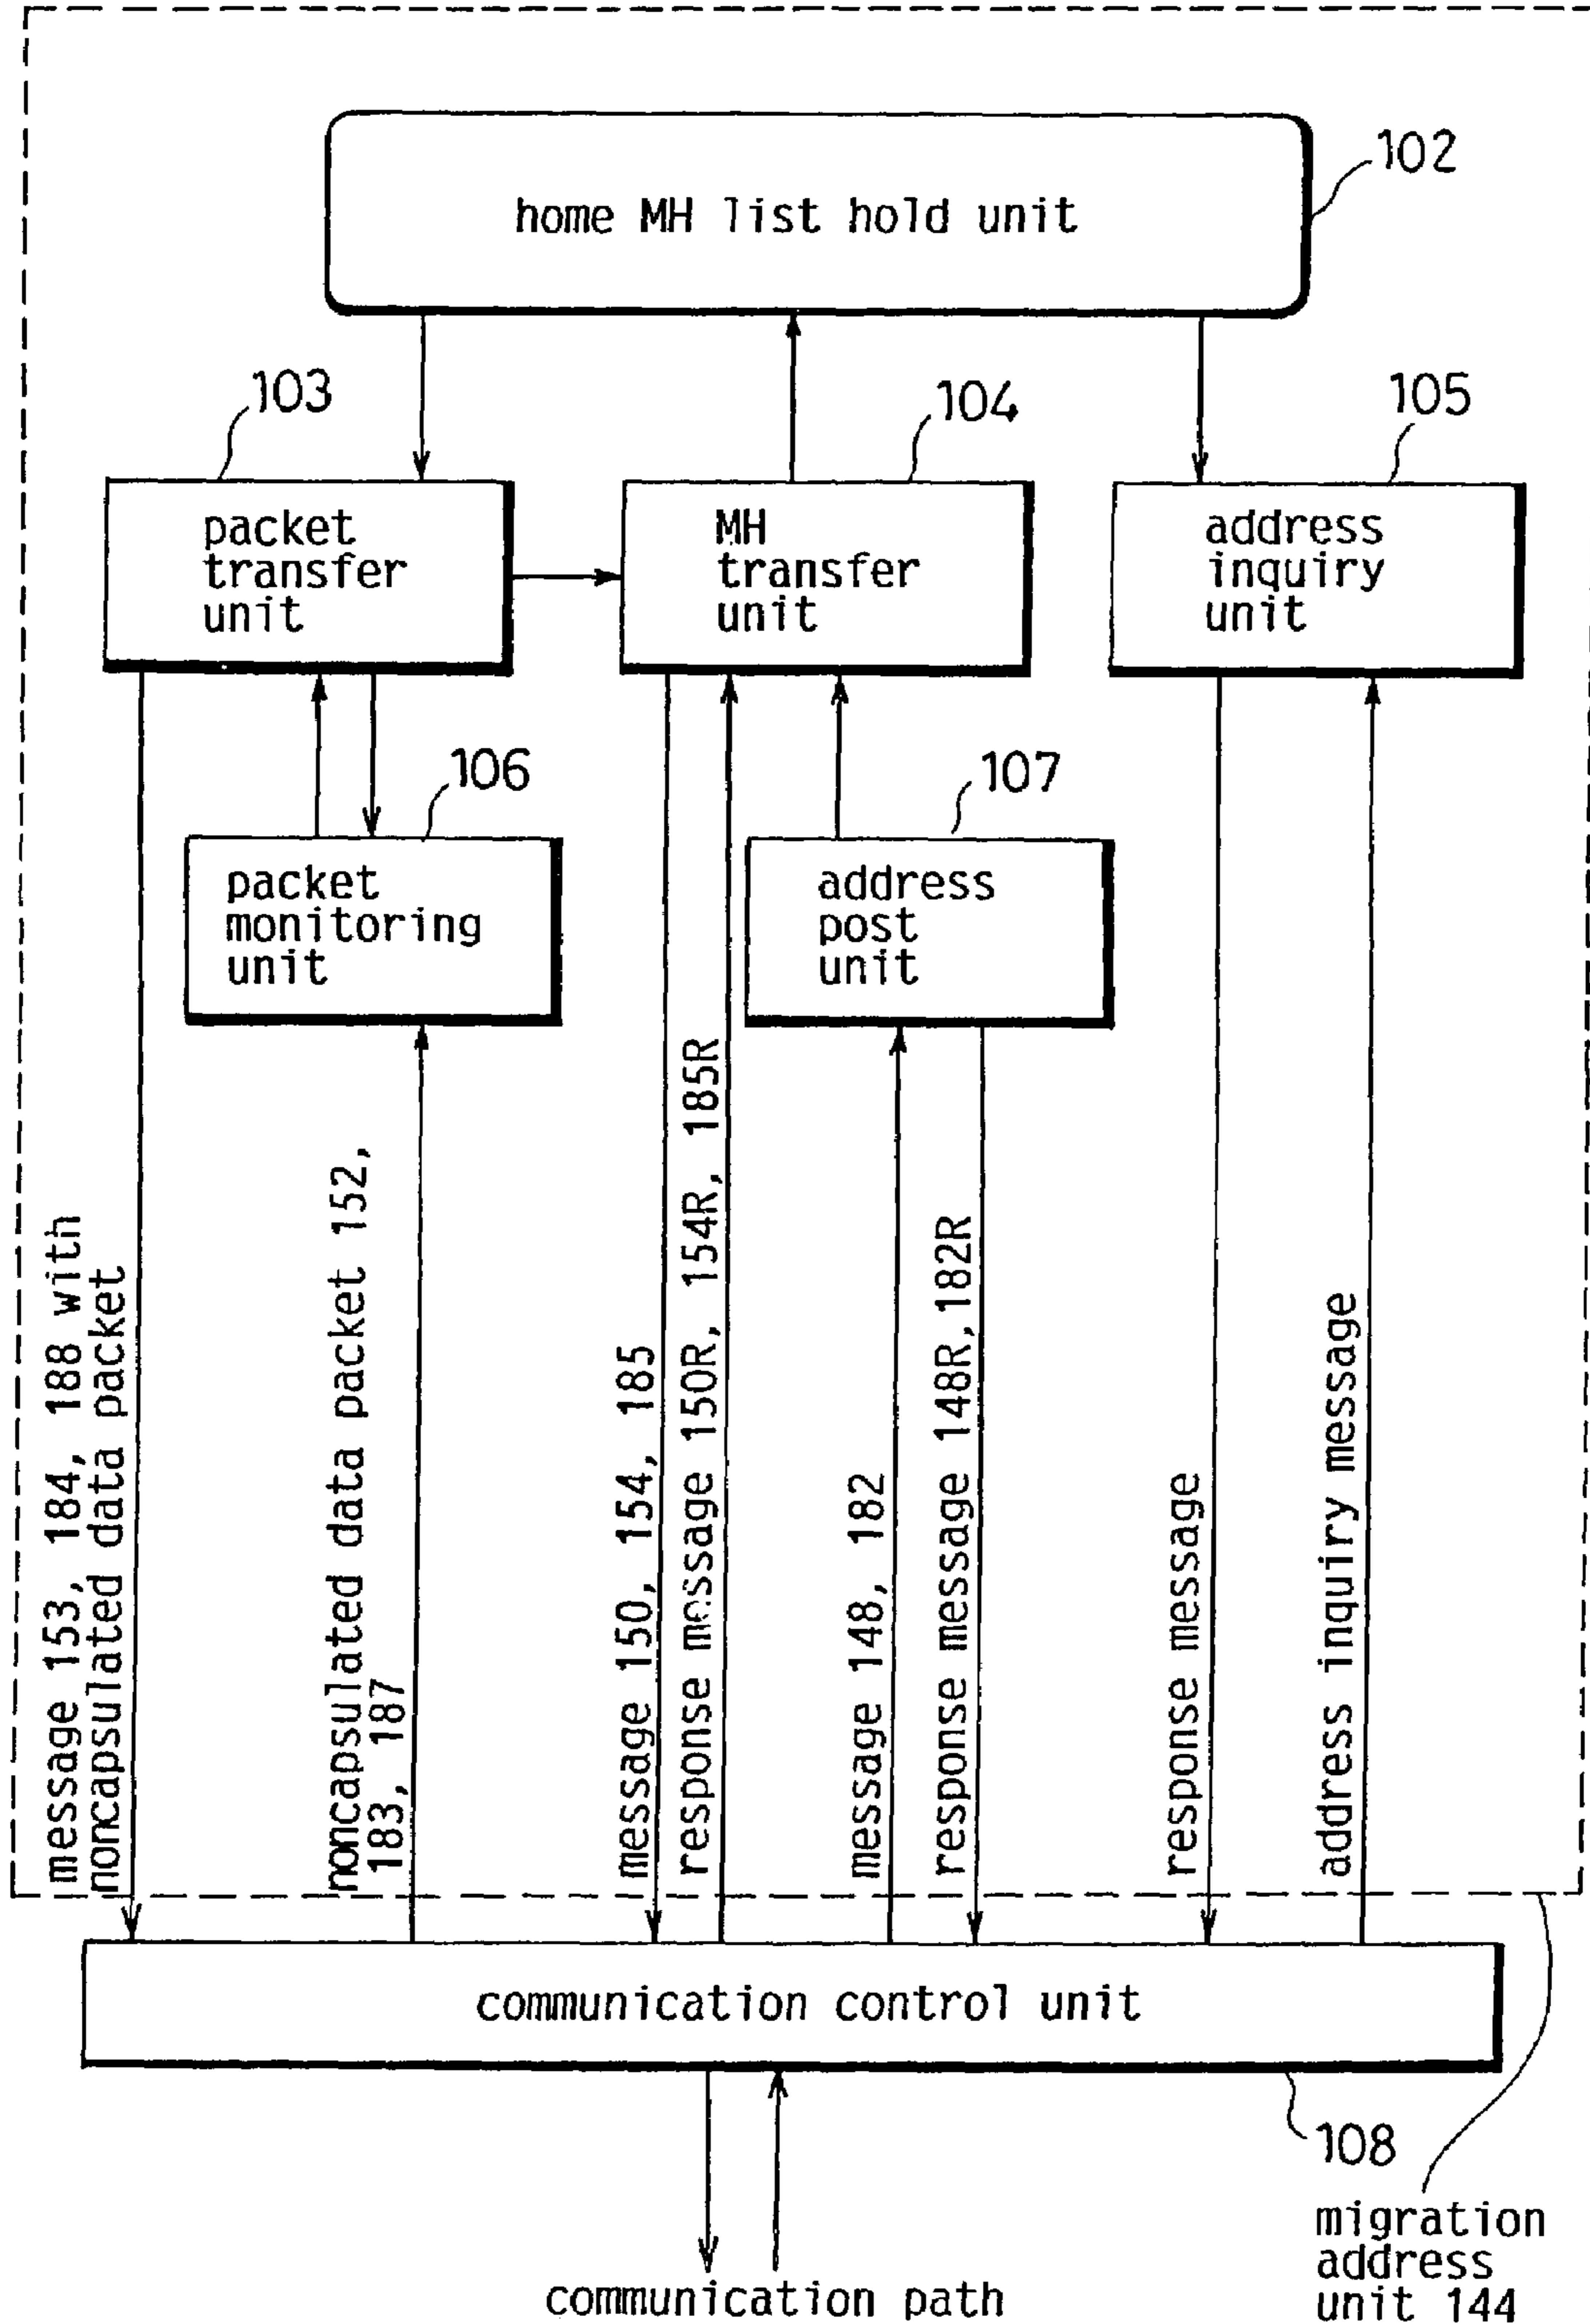 102
home MH list hold unit
103
104
105
packet
transfer
unit
MH
transfer
unit
address
inquiry
unit
106
107
packet
monitoring
unit
address
post
unit
message 153, 184, 188 with
noncapsulated data packet
noncapsulated data packet 152,
183, 187
message 150, 154, 185
response message 150R, 154R, 185R
message 148, 182
response message 148R,182R
response message
address inquiry message
communication control unit
108
migration
address
unit 144
communication path